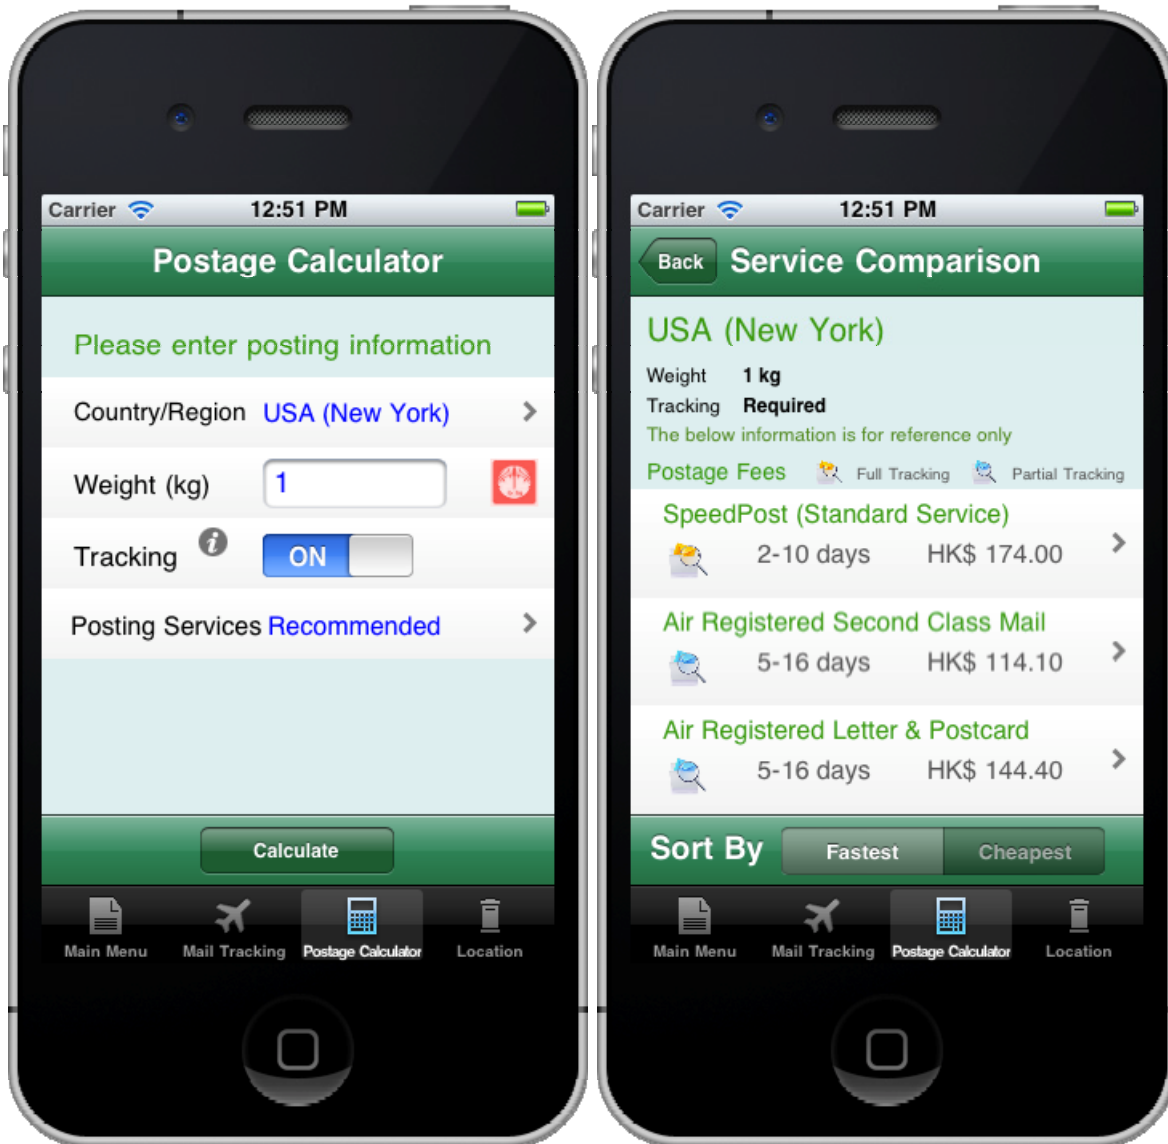 Carrier 12:51 PM
Postage Calculator
Please enter posting information
Country/Region USA (New York)
Weight (kg) 1
Tracking i ON
Posting Services Recommended
Calculate
Main Menu Mail Tracking Postage Calculator Location
Carrier 12:51 PM
Back Service Comparison
USA (New York)
Weight 1 kg
Tracking Required
The below information is for reference only
Postage Fees Full Tracking Partial Tracking
SpeedPost (Standard Service)
2-10 days HK$ 174.00
Air Registered Second Class Mail
5-16 days HK$ 114.10
Air Registered Letter & Postcard
5-16 days HK$ 144.40
Sort By Fastest Cheapest
Main Menu Mail Tracking Postage Calculator Location